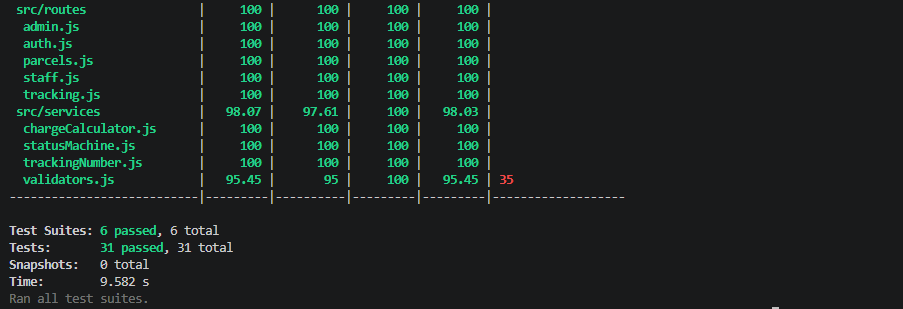 src/routes | 100 | 100 | 100 | 100 |
admin.js | 100 | 100 | 100 | 100 |
auth.js | 100 | 100 | 100 | 100 |
parcels.js | 100 | 100 | 100 | 100 |
staff.js | 100 | 100 | 100 | 100 |
tracking.js | 100 | 100 | 100 | 100 |
src/services | 98.07 | 97.61 | 100 | 98.03 |
chargeCalculator.js | 100 | 100 | 100 | 100 |
statusMachine.js | 100 | 100 | 100 | 100 |
trackingNumber.js | 100 | 100 | 100 | 100 |
validators.js | 95.45 | 95 | 100 | 95.45 | 35
---------------------------|---------|----------|---------|---------|-------------------
Test Suites: 6 passed, 6 total
Tests: 31 passed, 31 total
Snapshots: 0 total
Time: 9.582 s
Ran all test suites.